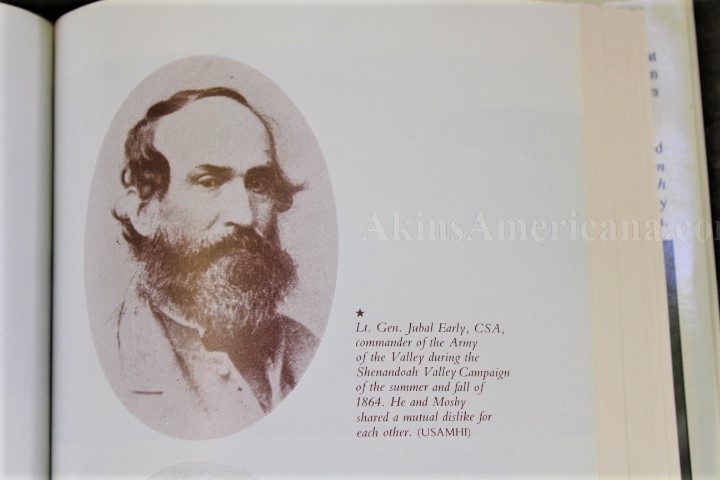 AkinsAmericana.com
★
Lt. Gen. Jubal Early, CSA,
commander of the Army
of the Valley during the
Shenandoah Valley Campaign
of the summer and fall of
1864. He and Mosby
shared a mutual dislike for
each other. (USAMHI)